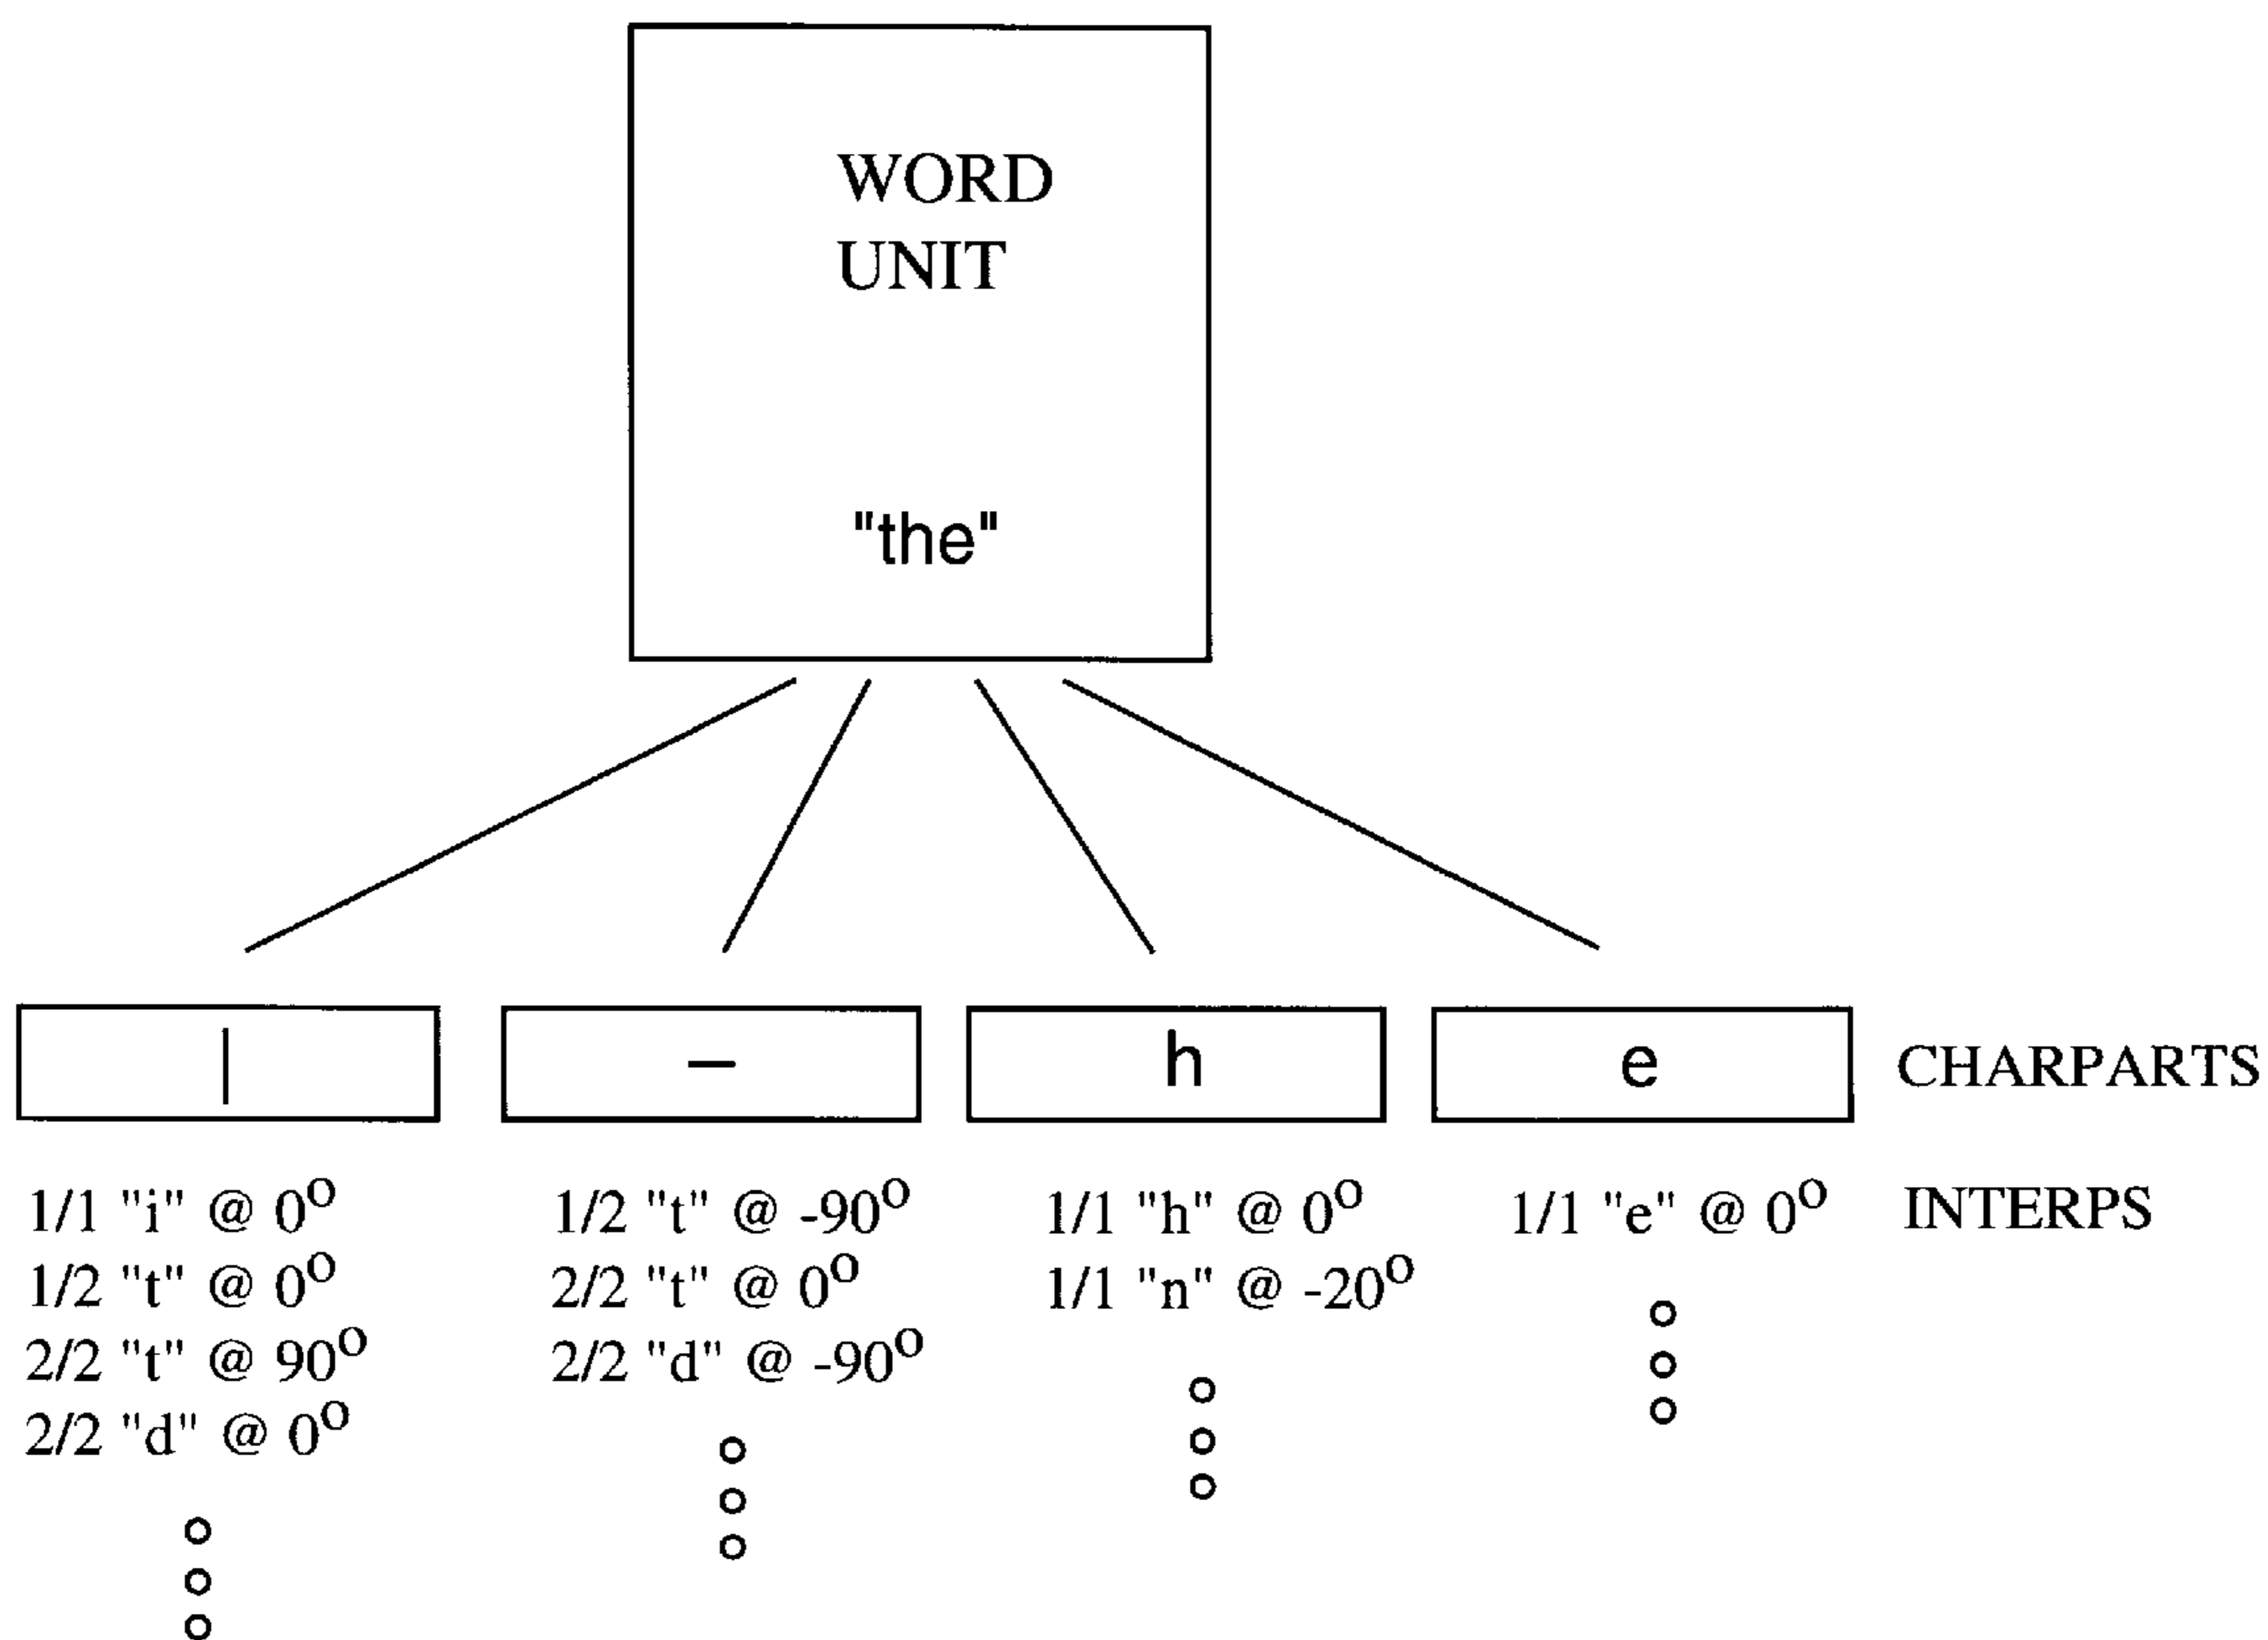 WORD
UNIT
"the"
| – h e CHARPARTS
1/1 "i" @ 0° 1/2 "t" @ -90° 1/1 "h" @ 0° 1/1 "e" @ 0° INTERPS
1/2 "t" @ 0° 2/2 "t" @ 0° 1/1 "n" @ -20°
2/2 "t" @ 90° 2/2 "d" @ -90°
2/2 "d" @ 0°